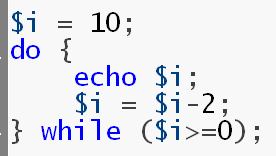 $i = 10;
do {
    echo $i;
    $i = $i-2;
} while ($i>=0);